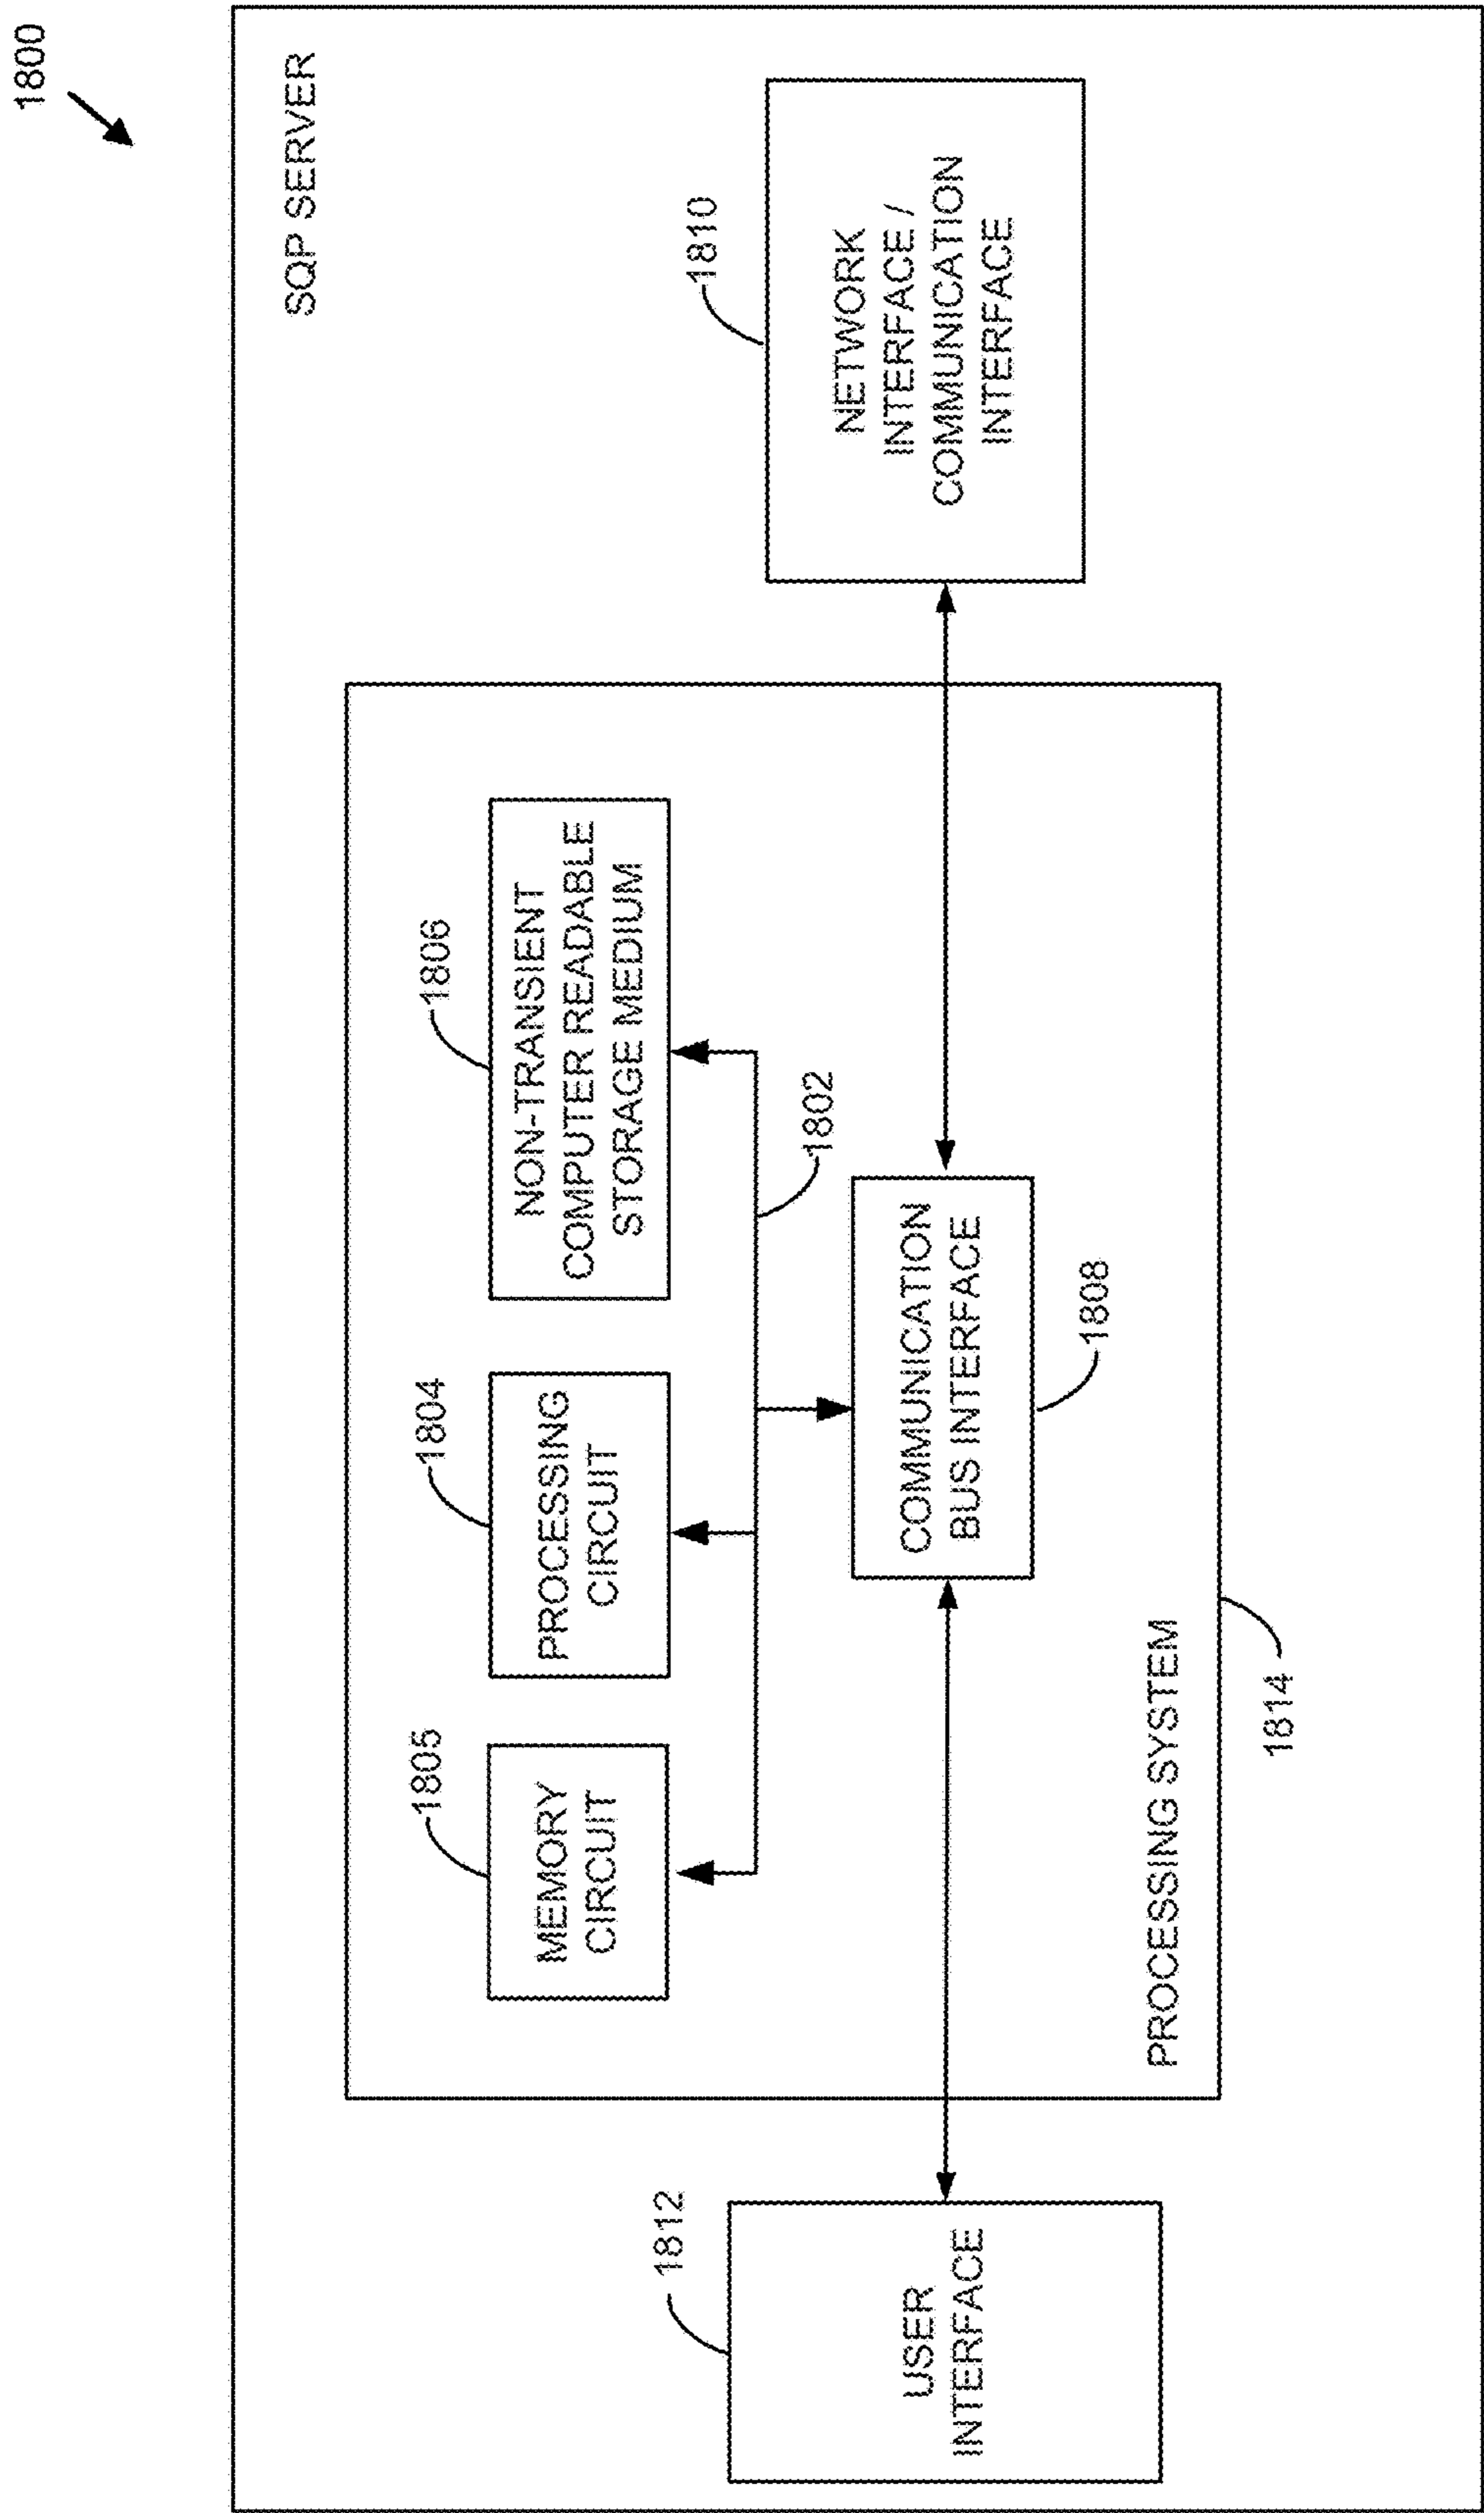 1800
SQP SERVER
1805
MEMORY
CIRCUIT
1804
PROCESSING
CIRCUIT
1806
NON-TRANSIENT
COMPUTER READABLE
STORAGE MEDIUM
1802
1812
USER
INTERFACE
COMMUNICATION
BUS INTERFACE
1808
1810
NETWORK
INTERFACE /
COMMUNICATION
INTERFACE
PROCESSING SYSTEM
1814